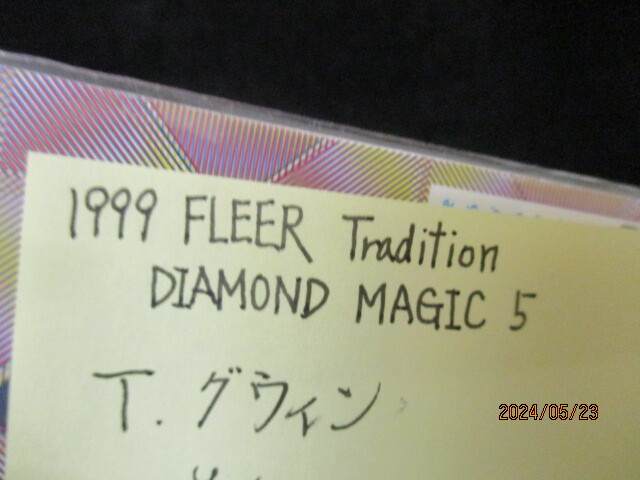 1999 FLEER Tradition
DIAMOND MAGIC 5
T. グウィン
2024/05/23